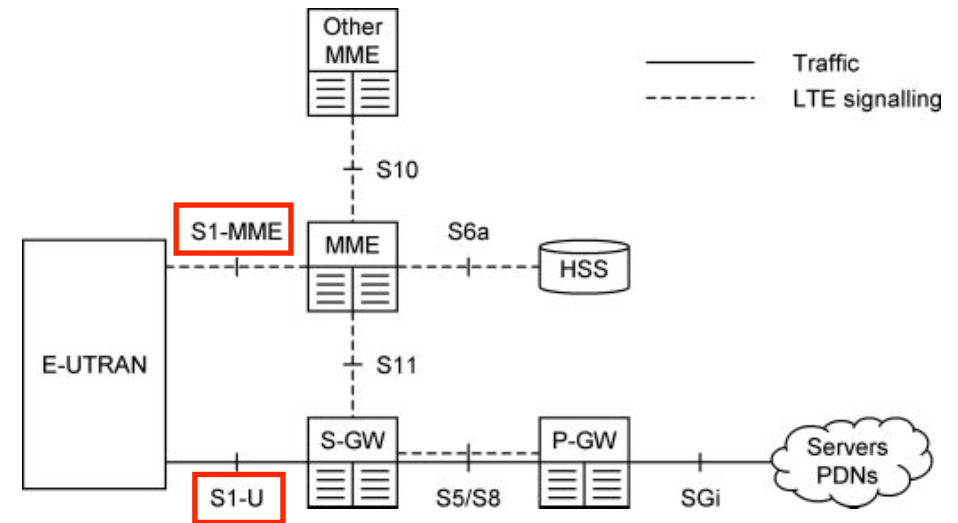 Other
MME
Traffic
LTE signalling
S10
S1-MME
MME
S6a
HSS
E-UTRAN
S11
S-GW
P-GW
Servers
PDNs
S1-U
S5/S8
SGi